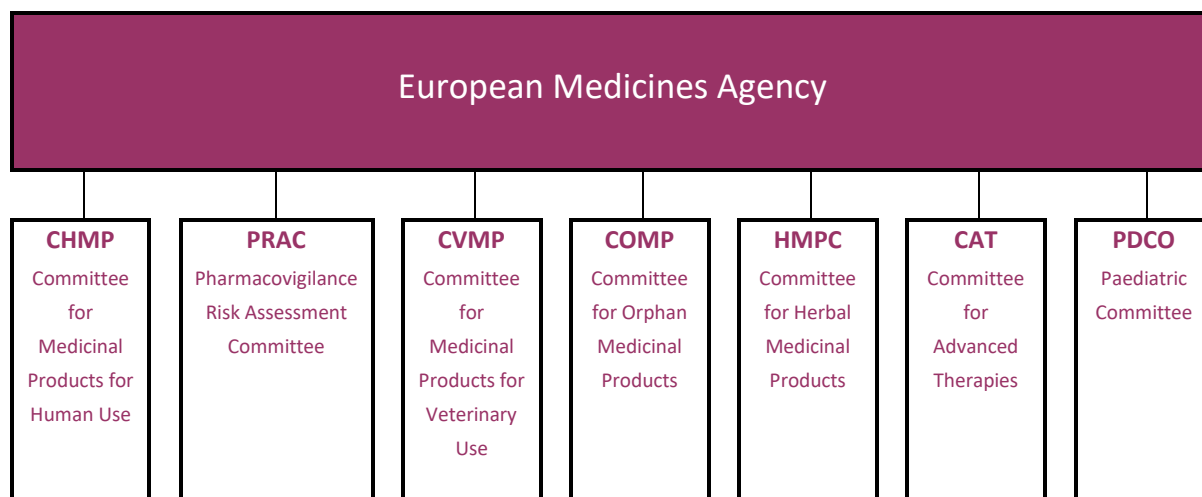 European Medicines Agency
CHMP
Committee
for
Medicinal
Products for
Human Use
PRAC
Pharmacovigilance
Risk Assessment
Committee
CVMP
Committee
for
Medicinal
Products for
Veterinary
Use
COMP
Committee
for Orphan
Medicinal
Products
HMPC
Committee
for Herbal
Medicinal
Products
CAT
Committee
for
Advanced
Therapies
PDCO
Paediatric
Committee